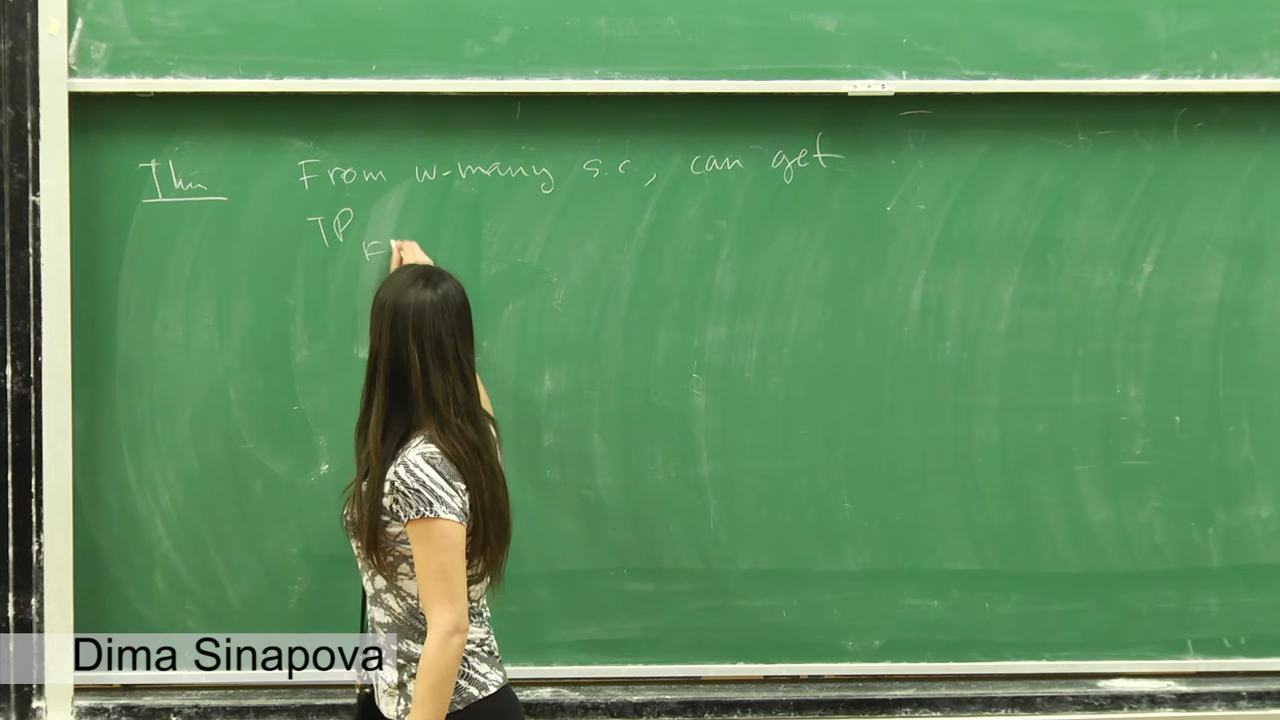 Thm From ω-many s.c., can get
TP
Dima Sinapova